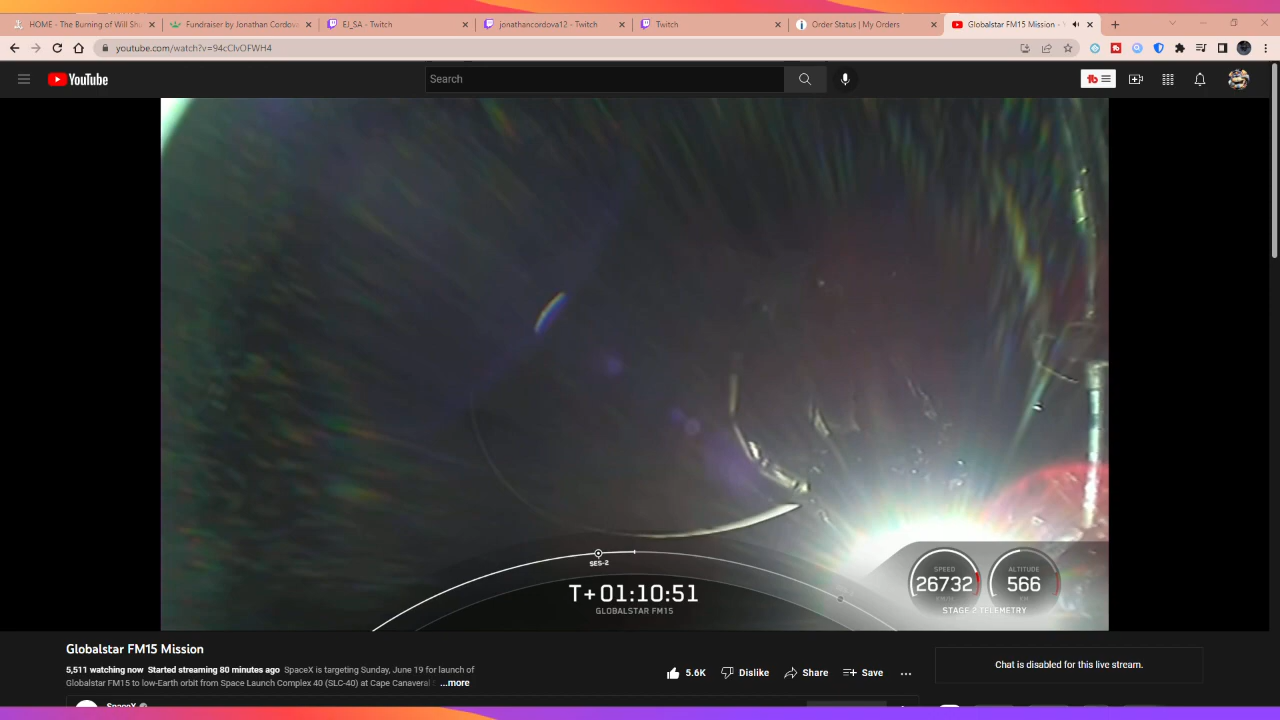 HOME - The Burning of Will Sha
Fundraiser by Jonathan Cordova
EJ_SA - Twitch
jonathancordova12 - Twitch
Twitch
Order Status | My Orders
Globalstar FM15 Mission - Y
youtube.com/watch?v=94cClvOFWH4
YouTube
Search
SES-2
T+ 01:10:51
GLOBALSTAR FM15
SPEED
26732
KM/H
ALTITUDE
566
KM
STAGE 2 TELEMETRY
Globalstar FM15 Mission
5,511 watching now Started streaming 80 minutes ago SpaceX is targeting Sunday, June 19 for launch of
Globalstar FM15 to low-Earth orbit from Space Launch Complex 40 (SLC-40) at Cape Canaveral ...more
5.6K
Dislike
Share
Save
Chat is disabled for this live stream.
SpaceX